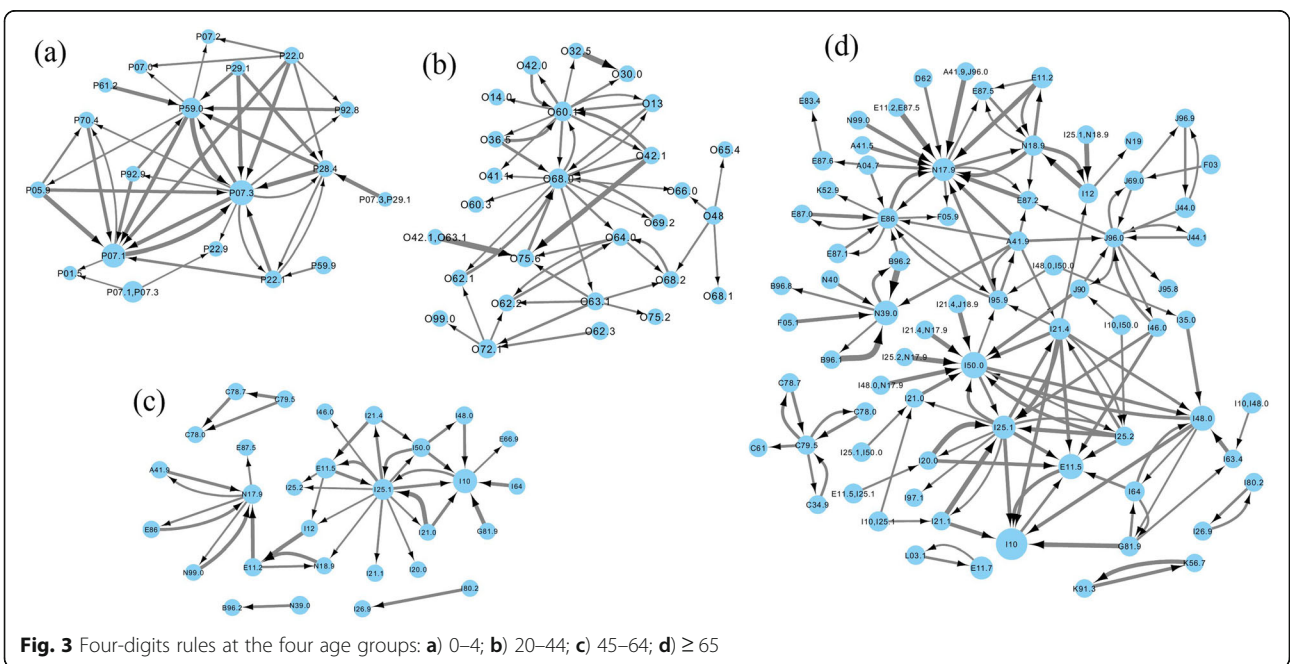 (a)
P07.2
P22.0
P07.0
P29.1
P61.2
P59.0
P92.8
P70.4
P28.4
P92.9
P05.9
P07.3
P07.3,P29.1
P22.9
P07.1
P59.9
P01.5
P22.1
P07.1,P07.3
(b)
O32.5
O42.0
O30.0
O14.0
O60.1
O13
O36.5
O42.1
O65.4
O41.1
O68.0
O66.0
O48
O60.3
O69.2
O42.1,O63.1
O64.0
O75.6
O62.1
O68.2
O68.1
O62.2
O63.1
O99.0
O75.2
O62.3
O72.1
(c)
C78.7
C79.5
C78.0
I46.0
I21.4
I48.0
E87.5
I50.0
E66.9
A41.9
E11.5
N17.9
I25.2
I25.1
I10
I64
E86
I12
I21.0
G81.9
N99.0
E11.2
N18.9
I21.1
I20.0
B96.2
N39.0
I26.9
I80.2
(d)
D62
A41.9,J96.0
E11.2
E83.4
E11.2,E87.5
E87.5
N99.0
I25.1,N18.9
J96.9
A41.5
N18.9
N19
E87.6
A04.7
N17.9
F03
K52.9
I12
J69.0
E87.0
E86
F05.9
E87.2
J44.0
E87.1
A41.9
J96.0
J44.1
B96.2
I48.0,I50.0
B96.8
N40
I95.9
J90
J95.8
N39.0
I21.4,J18.9
F05.1
I21.4,N17.9
I21.4
I10,I50.0
I46.0
I35.0
B96.1
I25.2,N17.9
I50.0
C78.7
I48.0,N17.9
I21.0
I48.0
I10,I48.0
C78.0
I25.1
I25.2
C61
C79.5
I25.1,I50.0
I20.0
E11.5
I63.4
C34.9
E11.5,I25.1
I97.1
I64
I80.2
I10,I25.1
I21.1
I10
G81.9
I26.9
L03.1
E11.7
K56.7
K91.3
Fig. 3 Four-digits rules at the four age groups: a) 0–4; b) 20–44; c) 45–64; d) ≥ 65